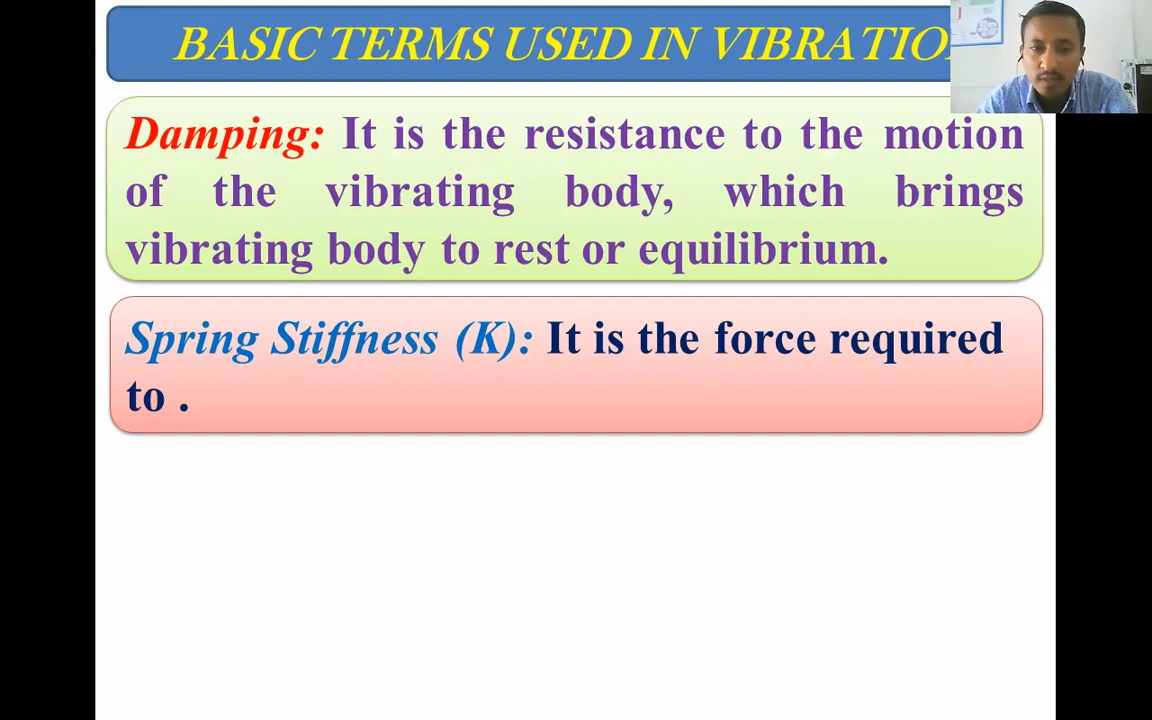 BASIC TERMS USED IN VIBRATIO
Damping: It is the resistance to the motion
of the vibrating body, which brings
vibrating body to rest or equilibrium.
Spring Stiffness (K): It is the force required
to .